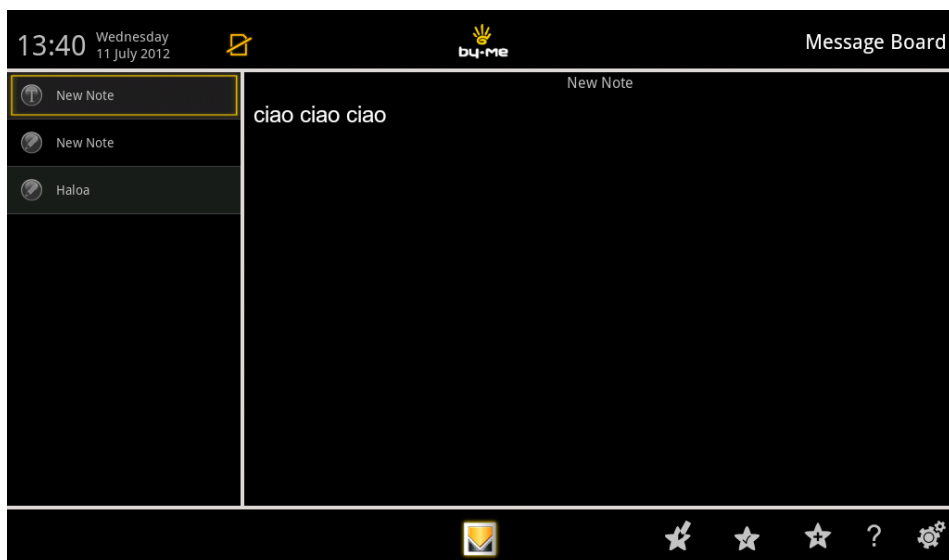 13:40
Wednesday
11 July 2012
by-me
Message Board
New Note
New Note
Haloa
New Note
ciao ciao ciao
?